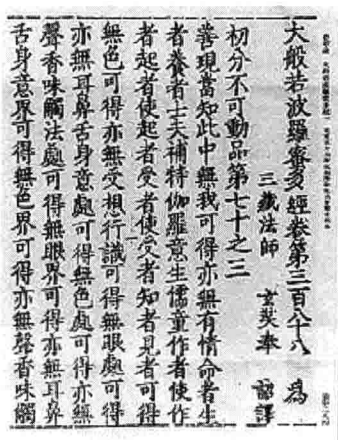 大般若波羅蜜多經卷第三百八十八 為
三藏法師 玄奘奉 詔譯
初分不可動品第七十之三
善現當知此中無我可得亦無有情命者生
者養者士夫補特伽羅意生儒童作者使作
者起者使起者受者使受者知者見者可得
無色可得亦無受想行識可得無眼處可得
亦無耳鼻舌身意處可得無色處可得亦無
聲香味觸法處可得無眼界可得亦無耳鼻
舌身意界可得無色界可得亦無聲香味觸